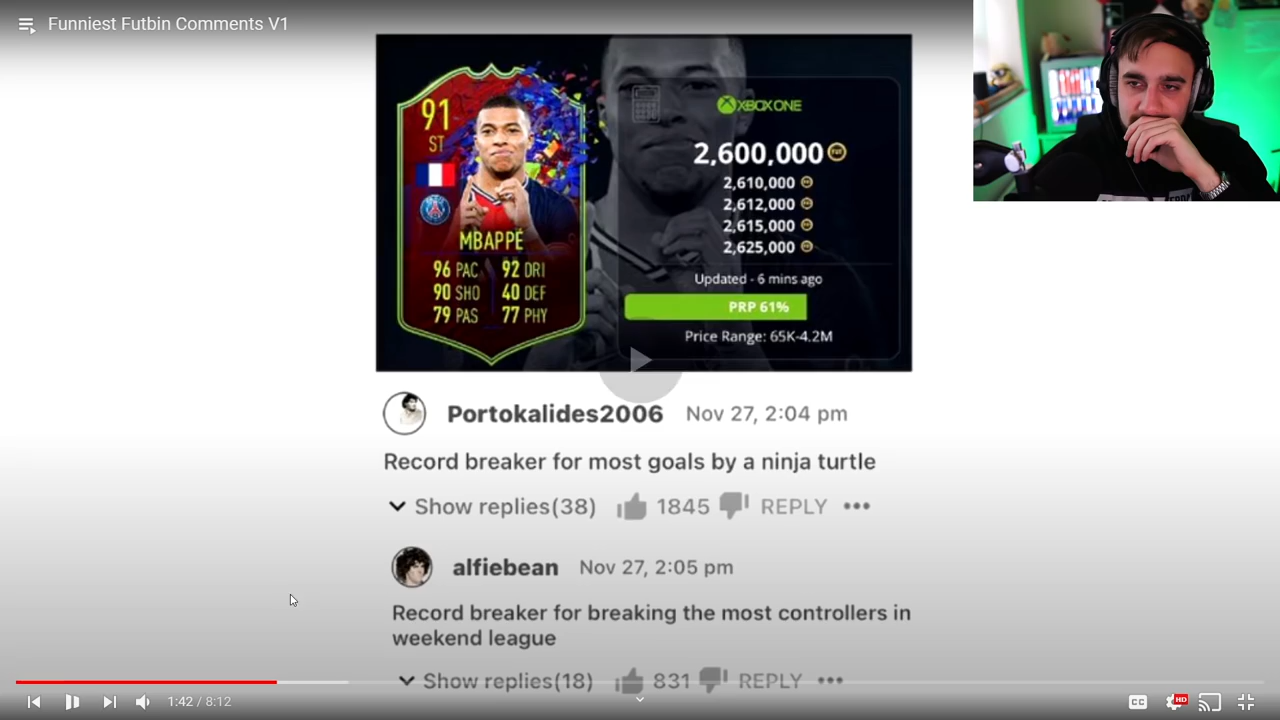 Funniest Futbin Comments V1
91
ST
MBAPPÉ
96 PAC 92 DRI
90 SHO 40 DEF
79 PAS 77 PHY
XBOX ONE
2,600,000
2,610,000
2,612,000
2,615,000
2,625,000
Updated - 6 mins ago
PRP 61%
Price Range: 65K-4.2M
Portokalides2006 Nov 27, 2:04 pm
Record breaker for most goals by a ninja turtle
Show replies(38) 1845 REPLY •••
alfiebean Nov 27, 2:05 pm
Record breaker for breaking the most controllers in
weekend league
Show replies(18) 831 REPLY •••
1:42 / 8:12
CC
HD